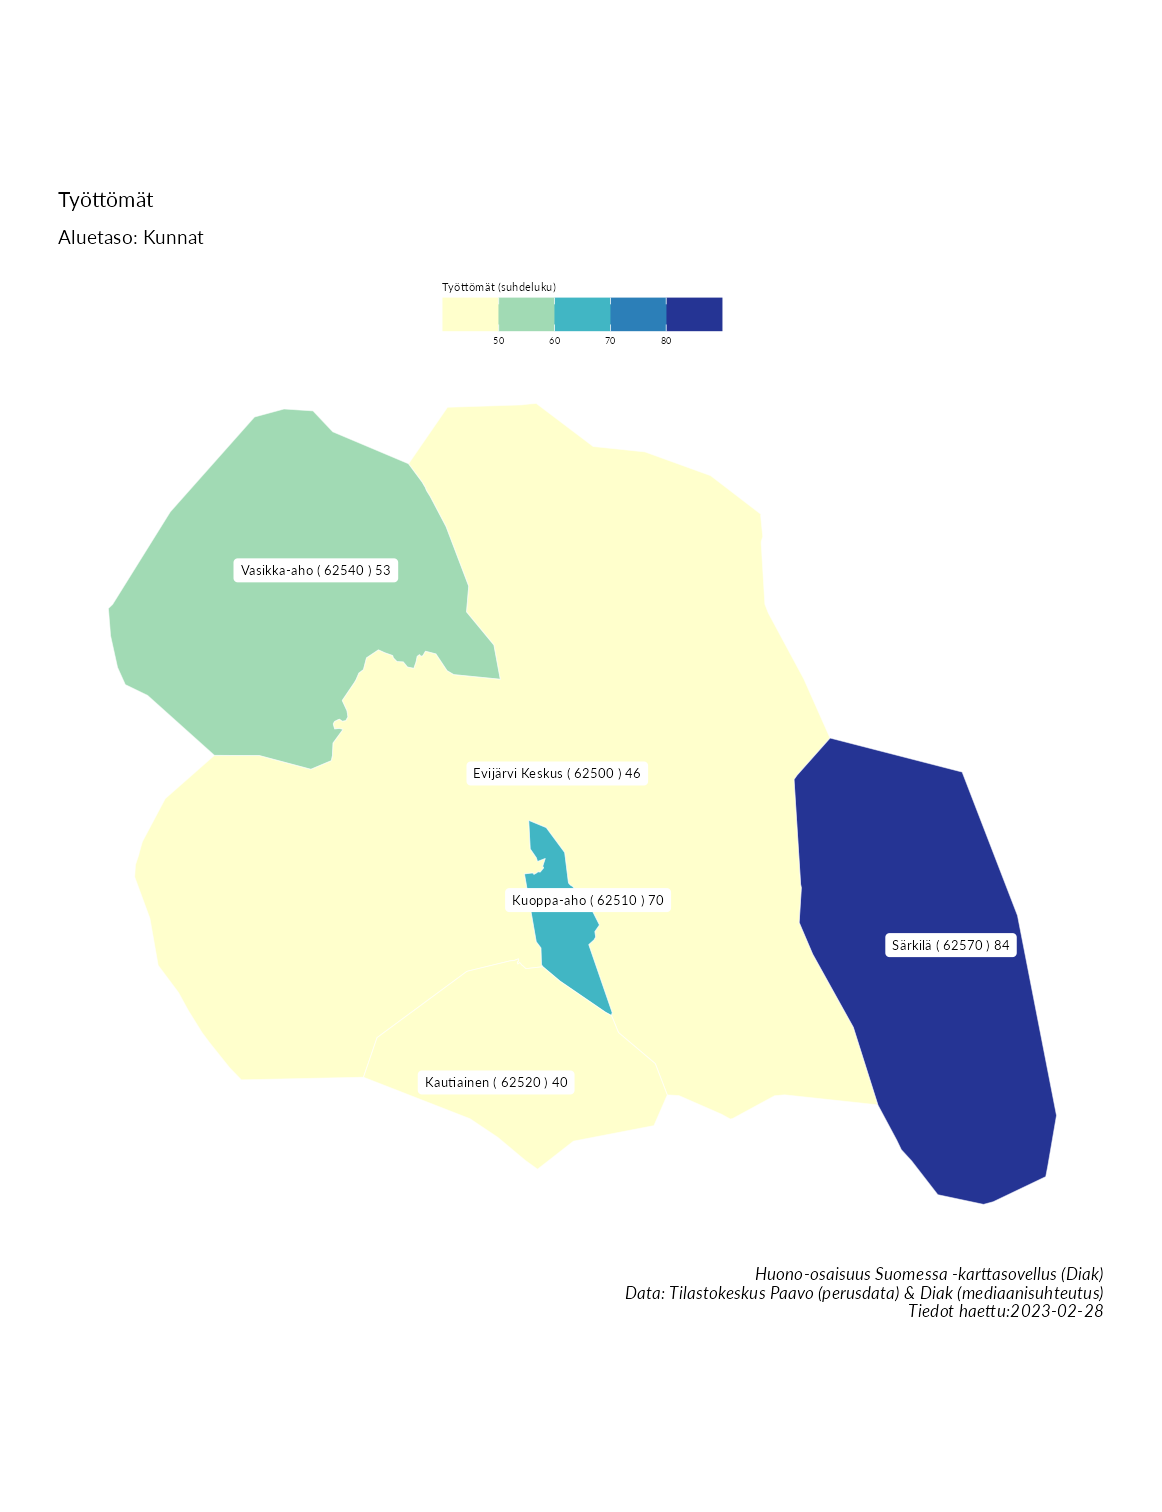 Työttömät
Aluetaso: Kunnat
Työttömät (suhdeluku)
50 60 70 80
Vasikka-aho ( 62540 ) 53
Evijärvi Keskus ( 62500 ) 46
Kuoppa-aho ( 62510 ) 70
Särkilä ( 62570 ) 84
Kautiainen ( 62520 ) 40
Huono-osaisuus Suomessa -karttasovellus (Diak)
Data: Tilastokeskus Paavo (perusdata) & Diak (mediaanisuhteutus)
Tiedot haettu:2023-02-28